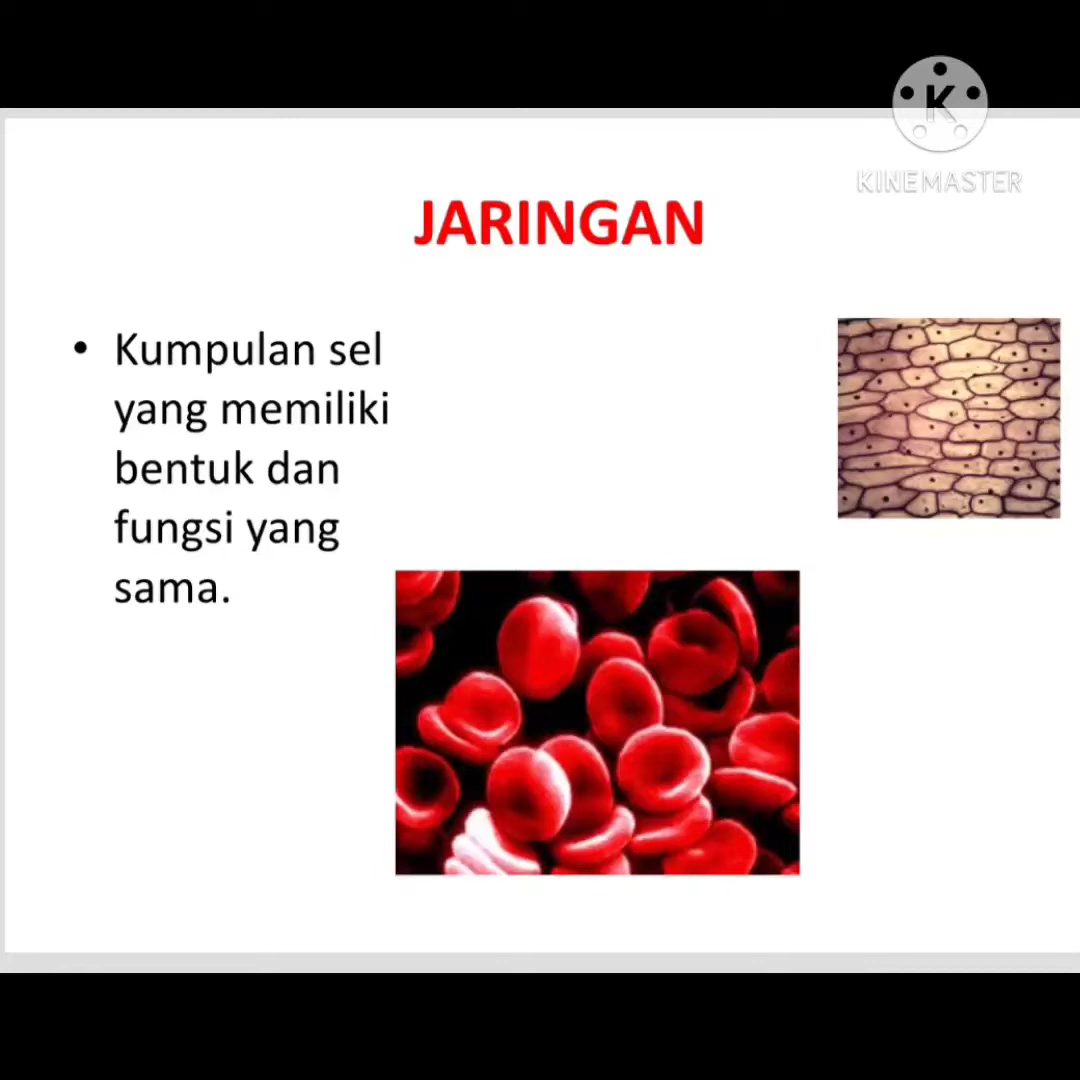 K
KINEMASTER
JARINGAN
• Kumpulan sel
yang memiliki
bentuk dan
fungsi yang
sama.